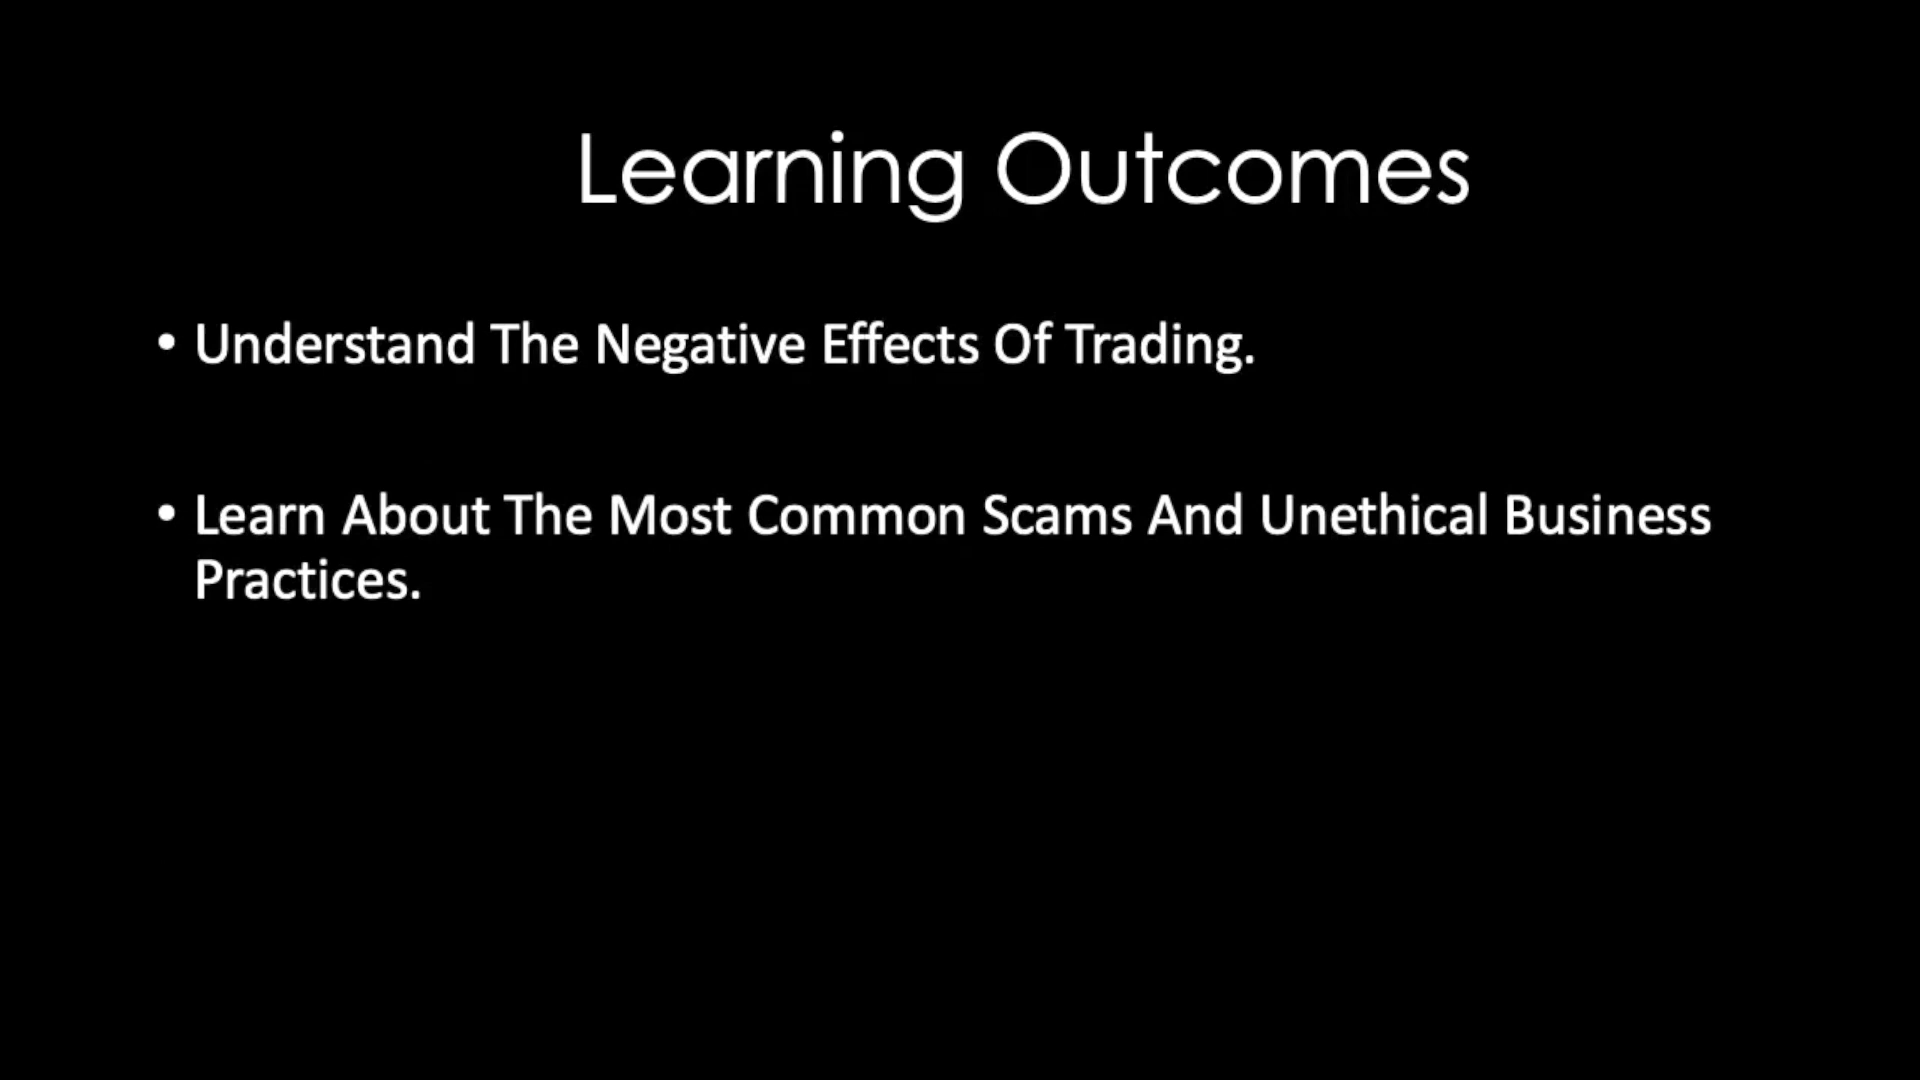 Learning Outcomes
• Understand The Negative Effects Of Trading.
• Learn About The Most Common Scams And Unethical Business
Practices.